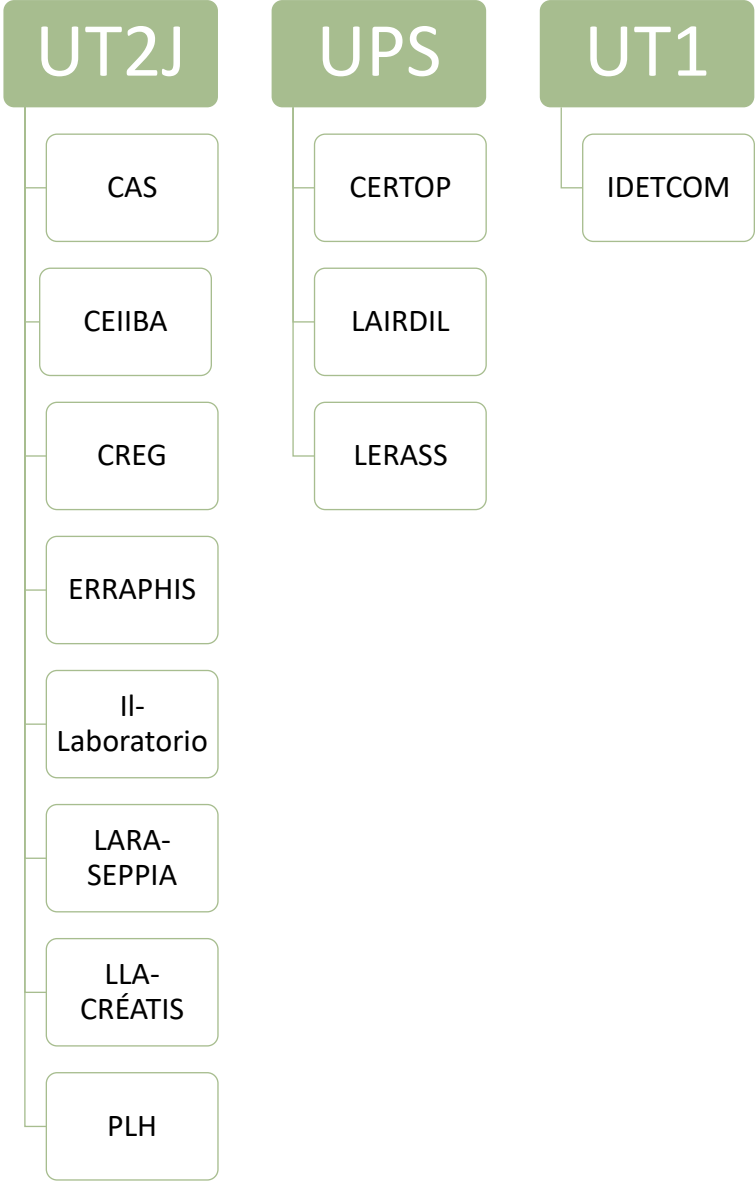 UT2J
CAS
CEIIBA
CREG
ERRAPHIS
Il-
Laboratorio
LARA-
SEPPIA
LLA-
CRÉATIS
PLH
UPS
CERTOP
LAIRDIL
LERASS
UT1
IDETCOM